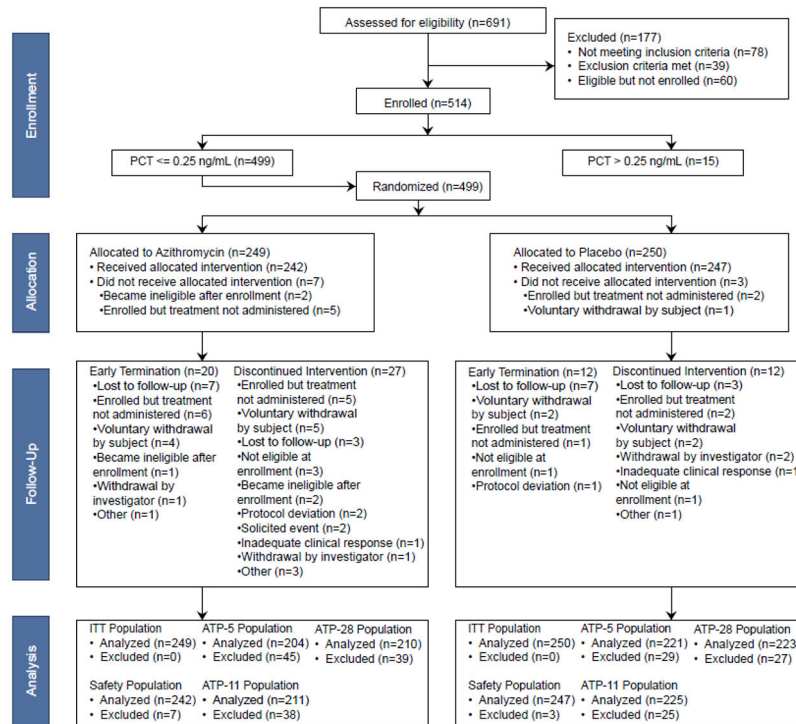 Assessed for eligibility (n=691)
Excluded (n=177)
• Not meeting inclusion criteria (n=78)
• Exclusion criteria met (n=39)
• Eligible but not enrolled (n=60)
Enrollment
Enrolled (n=514)
PCT <= 0.25 ng/mL (n=499)
PCT > 0.25 ng/mL (n=15)
Randomized (n=499)
Allocation
Allocated to Azithromycin (n=249)
• Received allocated intervention (n=242)
• Did not receive allocated intervention (n=7)
•Became ineligible after enrollment (n=2)
•Enrolled but treatment not administered (n=5)
Allocated to Placebo (n=250)
• Received allocated intervention (n=247)
• Did not receive allocated intervention (n=3)
•Enrolled but treatment not administered (n=2)
•Voluntary withdrawal by subject (n=1)
Follow-Up
Early Termination (n=20)
•Lost to follow-up (n=7)
•Enrolled but treatment
not administered (n=6)
•Voluntary withdrawal
by subject (n=4)
•Became ineligible after
enrollment (n=1)
•Withdrawal by
investigator (n=1)
•Other (n=1)
Discontinued Intervention (n=27)
•Enrolled but treatment
not administered (n=5)
•Voluntary withdrawal
by subject (n=5)
•Lost to follow-up (n=3)
•Not eligible at
enrollment (n=3)
•Became ineligible after
enrollment (n=2)
•Protocol deviation (n=2)
•Solicited event (n=2)
•Inadequate clinical response (n=1)
•Withdrawal by investigator (n=1)
•Other (n=3)
Early Termination (n=12)
•Lost to follow-up (n=7)
•Voluntary withdrawal
by subject (n=2)
•Enrolled but treatment
not administered (n=1)
•Not eligible at
enrollment (n=1)
•Protocol deviation (n=1)
Discontinued Intervention (n=12)
•Lost to follow-up (n=3)
•Enrolled but treatment
not administered (n=2)
•Voluntary withdrawal
by subject (n=2)
•Withdrawal by investigator (n=2)
•Inadequate clinical response (n=1
•Not eligible at
enrollment (n=1)
•Other (n=1)
Analysis
ITT Population
• Analyzed (n=249)
• Excluded (n=0)
ATP-5 Population
• Analyzed (n=204)
• Excluded (n=45)
ATP-28 Population
• Analyzed (n=210)
• Excluded (n=39)
Safety Population
• Analyzed (n=242)
• Excluded (n=7)
ATP-11 Population
• Analyzed (n=211)
• Excluded (n=38)
ITT Population
• Analyzed (n=250)
• Excluded (n=0)
ATP-5 Population
• Analyzed (n=221)
• Excluded (n=29)
ATP-28 Population
• Analyzed (n=223)
• Excluded (n=27)
Safety Population
• Analyzed (n=247)
• Excluded (n=3)
ATP-11 Population
• Analyzed (n=225)
• Excluded (n=25)